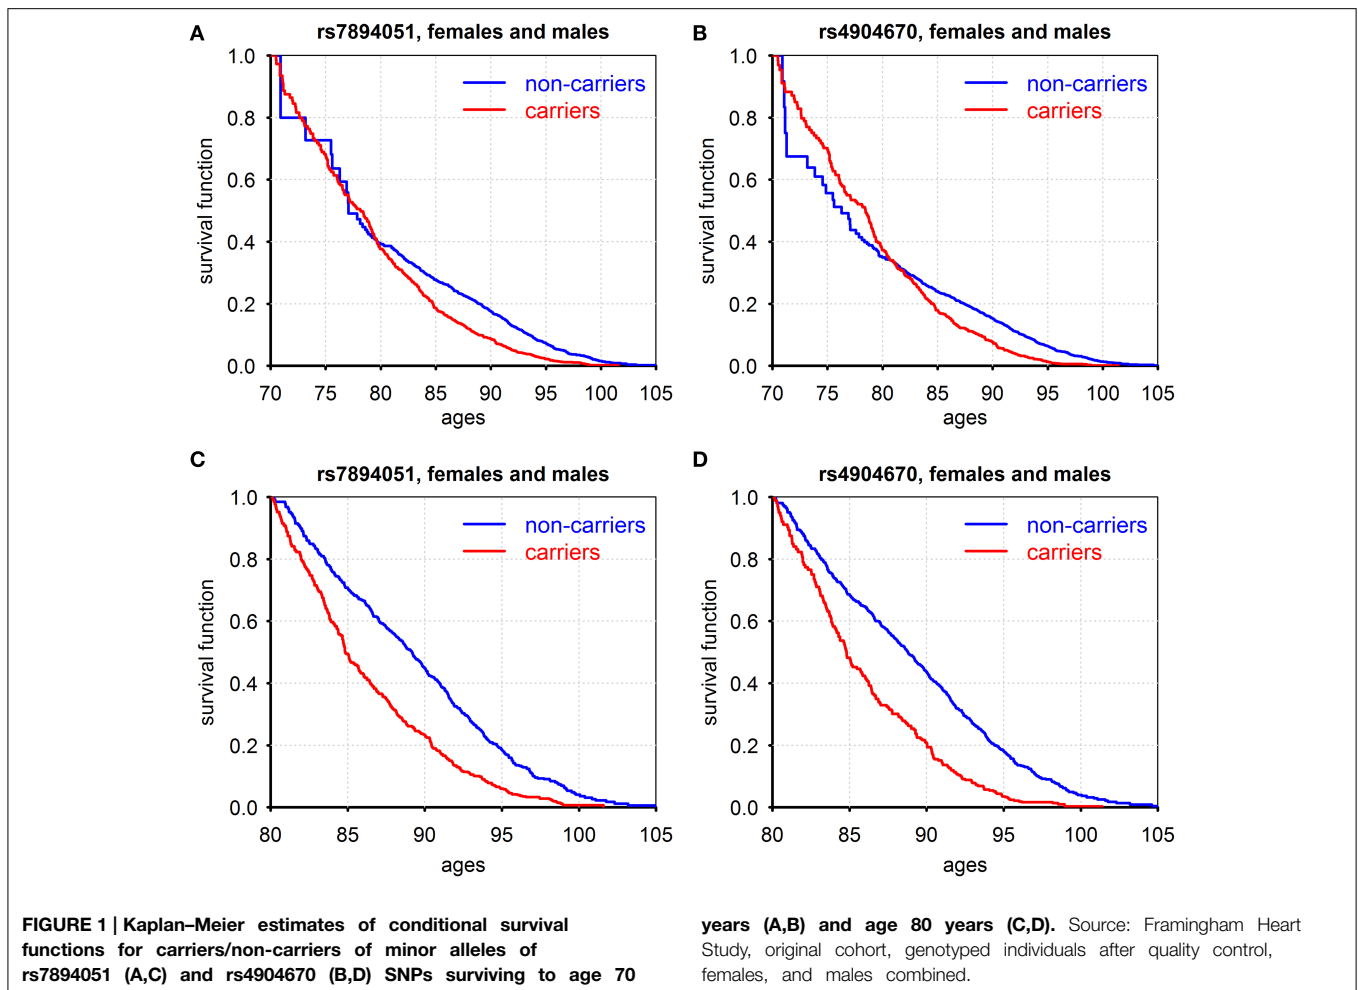 A
rs7894051, females and males
1.0
0.8
0.6
0.4
0.2
0.0
survival function
non-carriers
carriers
70 75 80 85 90 95 100 105
ages
B
rs4904670, females and males
1.0
0.8
0.6
0.4
0.2
0.0
survival function
non-carriers
carriers
70 75 80 85 90 95 100 105
ages
C
rs7894051, females and males
1.0
0.8
0.6
0.4
0.2
0.0
survival function
non-carriers
carriers
80 85 90 95 100 105
ages
D
rs4904670, females and males
1.0
0.8
0.6
0.4
0.2
0.0
survival function
non-carriers
carriers
80 85 90 95 100 105
ages
FIGURE 1 | Kaplan–Meier estimates of conditional survival
functions for carriers/non-carriers of minor alleles of
rs7894051 (A,C) and rs4904670 (B,D) SNPs surviving to age 70
years (A,B) and age 80 years (C,D). Source: Framingham Heart
Study, original cohort, genotyped individuals after quality control,
females, and males combined.